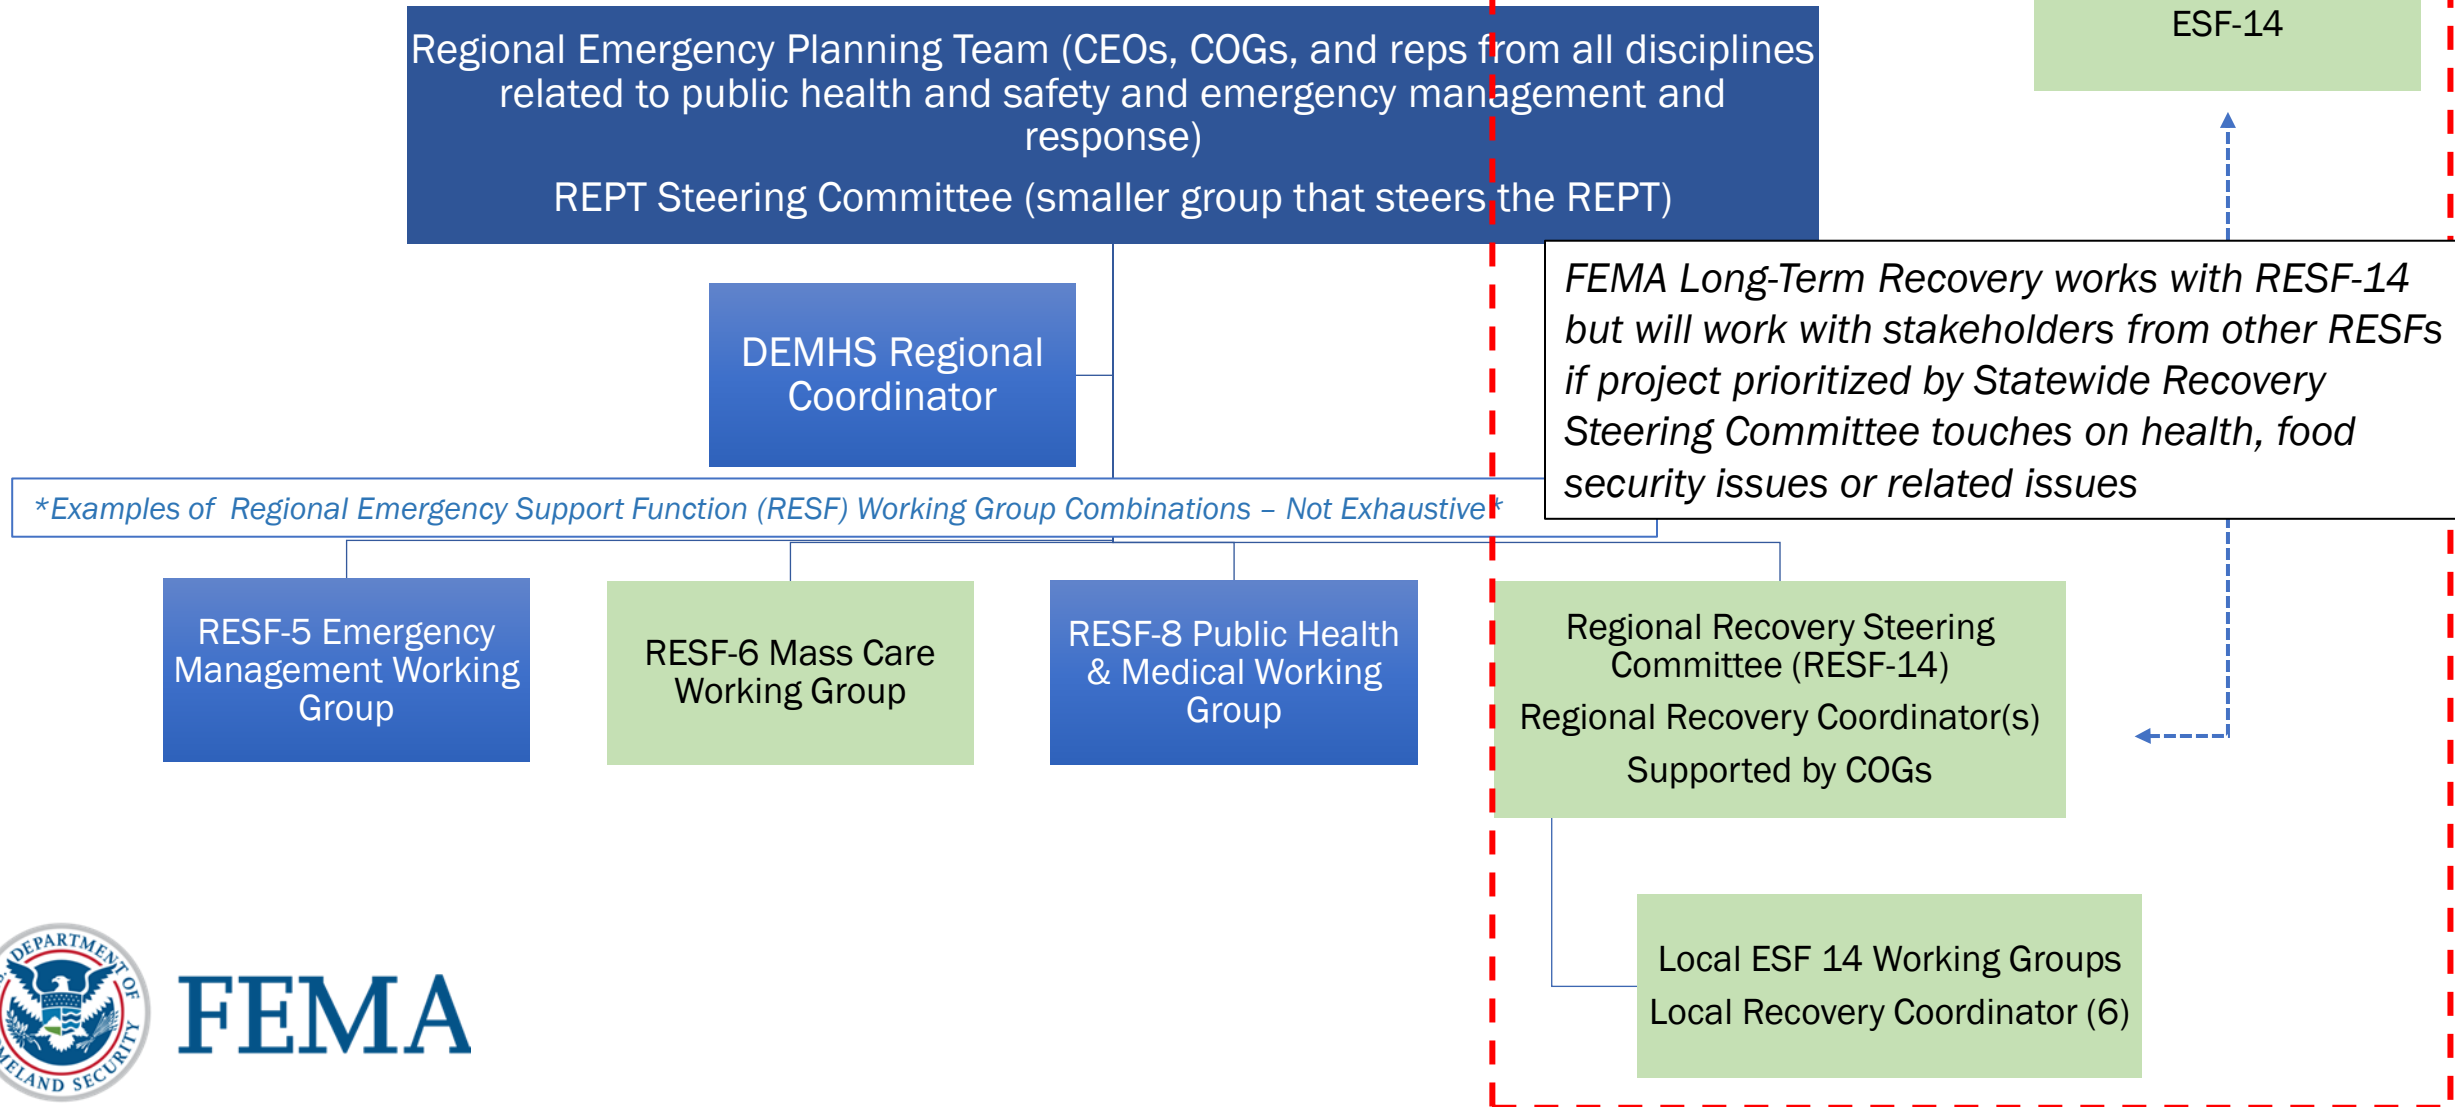 ESF-14
Regional Emergency Planning Team (CEOs, COGs, and reps from all disciplines
related to public health and safety and emergency management and
response)
REPT Steering Committee (smaller group that steers the REPT)
FEMA Long-Term Recovery works with RESF-14
but will work with stakeholders from other RESFs
if project prioritized by Statewide Recovery
Steering Committee touches on health, food
security issues or related issues
DEMHS Regional
Coordinator
*Examples of Regional Emergency Support Function (RESF) Working Group Combinations – Not Exhaustive*
RESF-5 Emergency
Management Working
Group
RESF-6 Mass Care
Working Group
RESF-8 Public Health
& Medical Working
Group
Regional Recovery Steering
Committee (RESF-14)
Regional Recovery Coordinator(s)
Supported by COGs
Local ESF 14 Working Groups
Local Recovery Coordinator (6)
DEPARTMENT OF
LAND SECURITY
FEMA